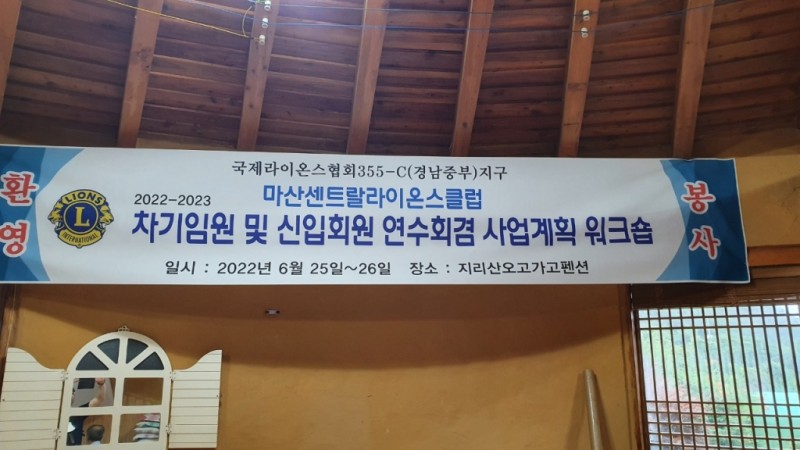 환영
국제라이온스협회355-C(경남중부)지구
2022-2023 마산센트랄라이온스클럽
LIONS
L
INTERNATIONAL
차기임원 및 신입회원 연수회겸 사업계획 워크숍
일시 : 2022년 6월 25일~26일 장소 : 지리산오고가고펜션
봉사